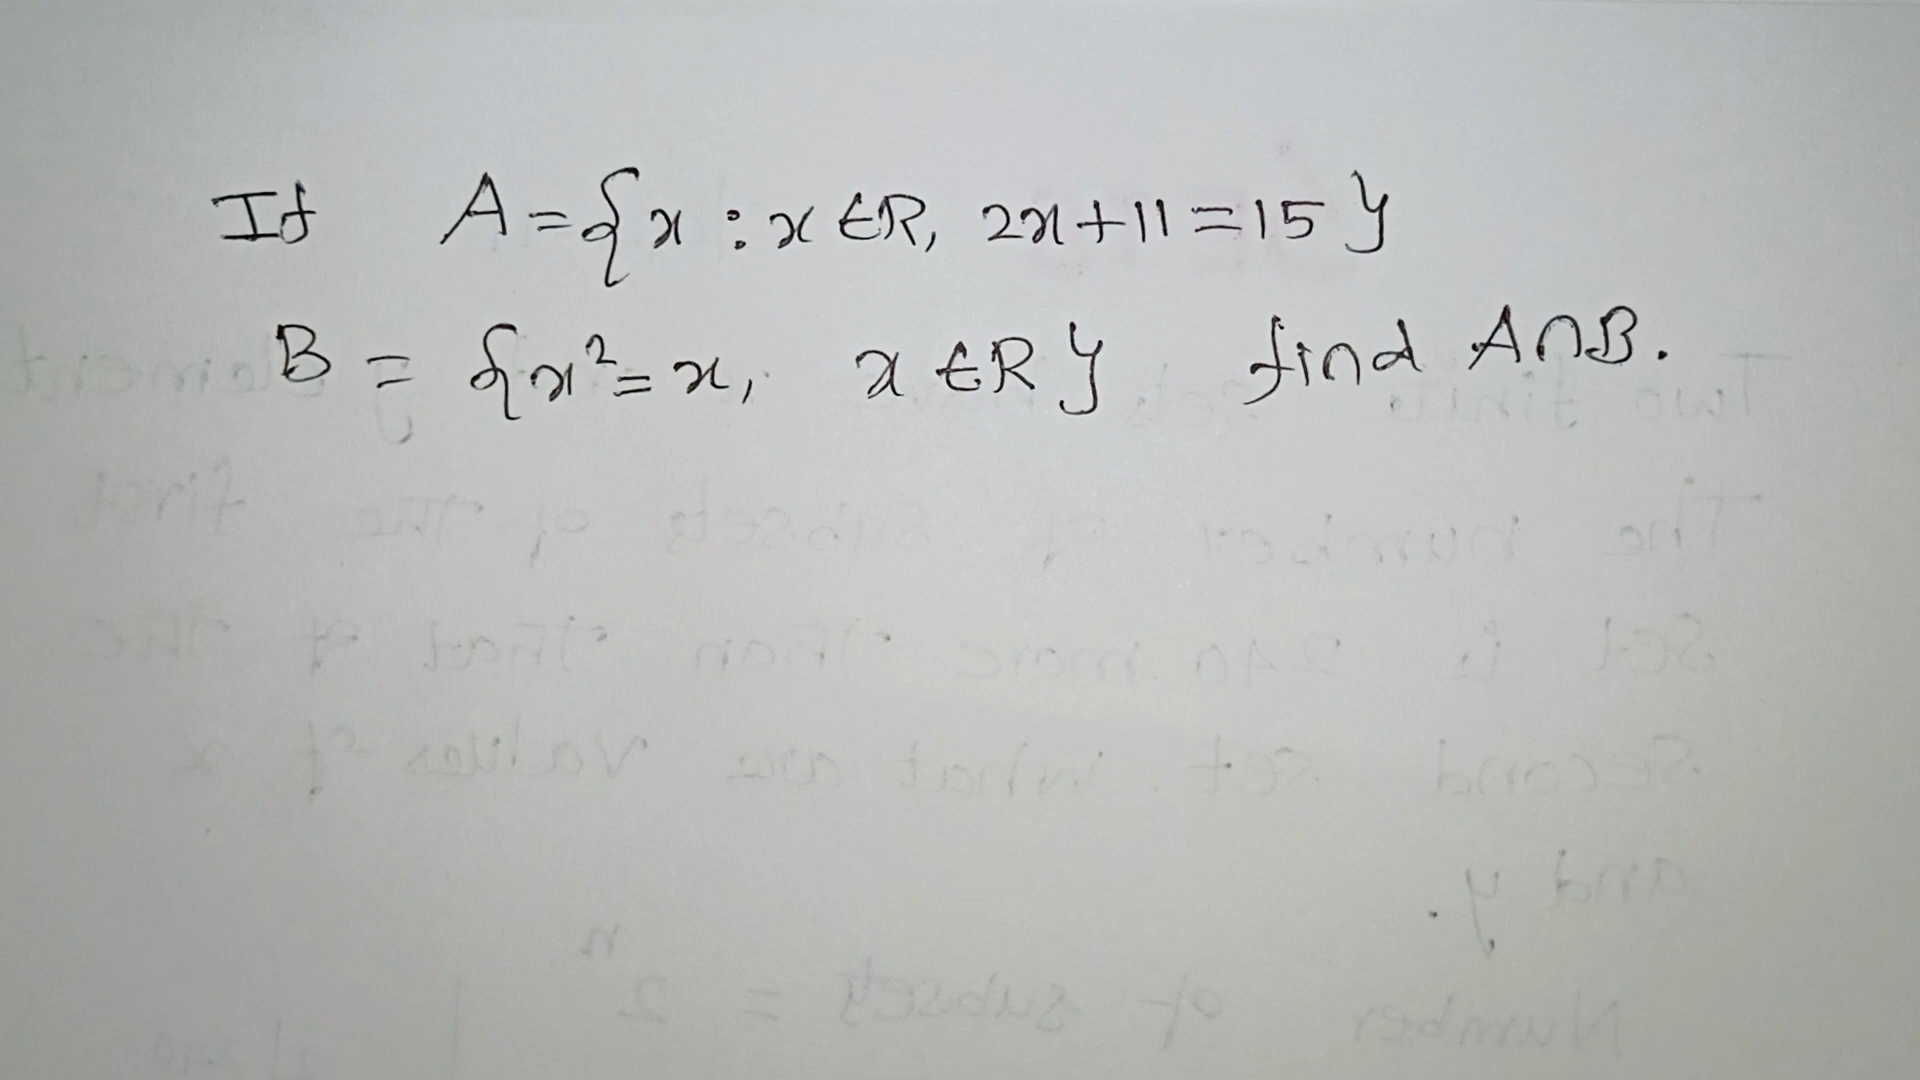 If A={x : x ∈R, 2x+11=15}
B = {x²=x, x ∈R} find A∩B.